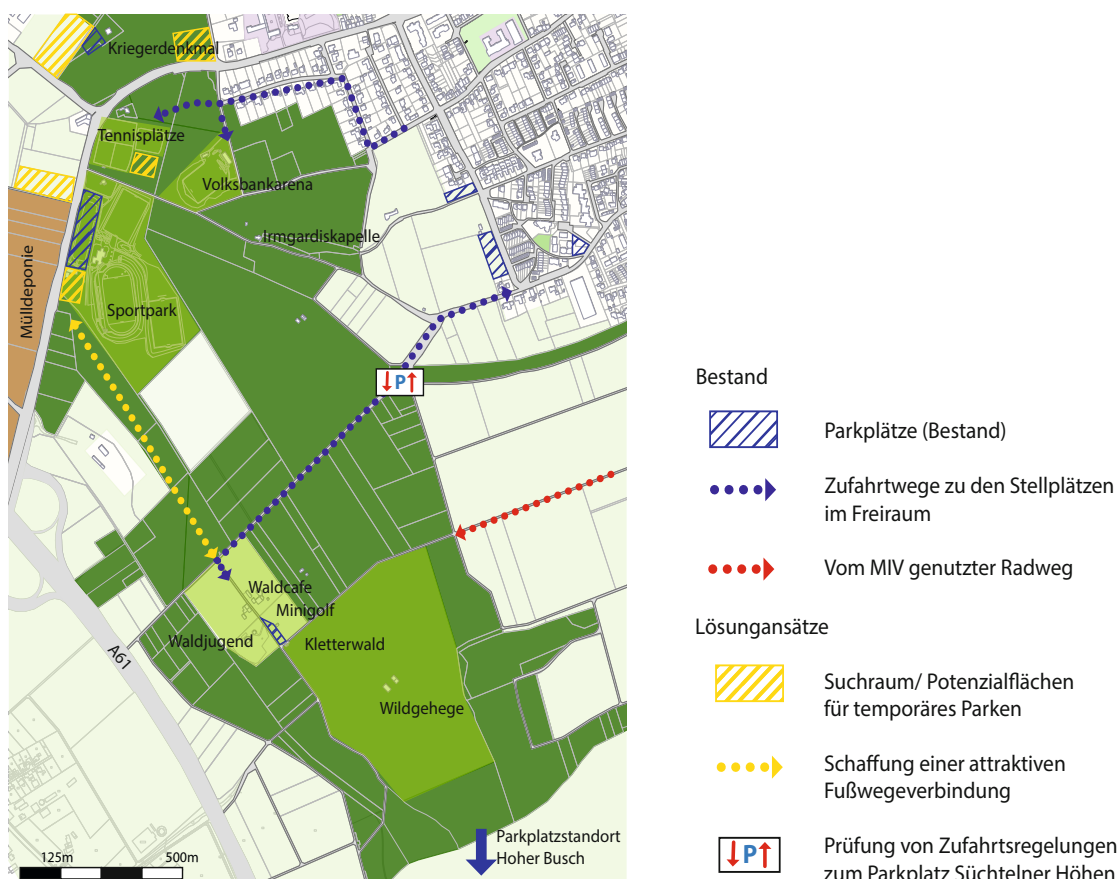 Kriegerdenkmal
Tennisplätze
Volksbankarena
Irmgardiskapelle
Mülldeponie
Sportpark
P
Waldcafe
Minigolf
Waldjugend
Kletterwald
A61
Wildgehege
Parkplatzstandort
Hoher Busch
125m
500m
Bestand
Parkplätze (Bestand)
Zufahrtwege zu den Stellplätzen
im Freiraum
Vom MIV genutzter Radweg
Lösungansätze
Suchraum/ Potenzialflächen
für temporäres Parken
Schaffung einer attraktiven
Fußwegeverbindung
P
Prüfung von Zufahrtsregelungen
zum Parkplatz Süchtelner Höhen